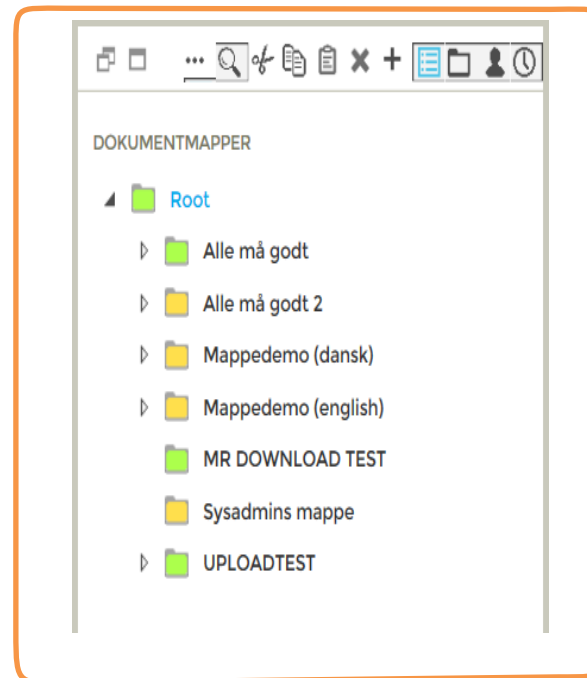 DOKUMENTMAPPER
Root
Alle må godt
Alle må godt 2
Mappedemo (dansk)
Mappedemo (english)
MR DOWNLOAD TEST
Sysadmins mappe
UPLOADTEST